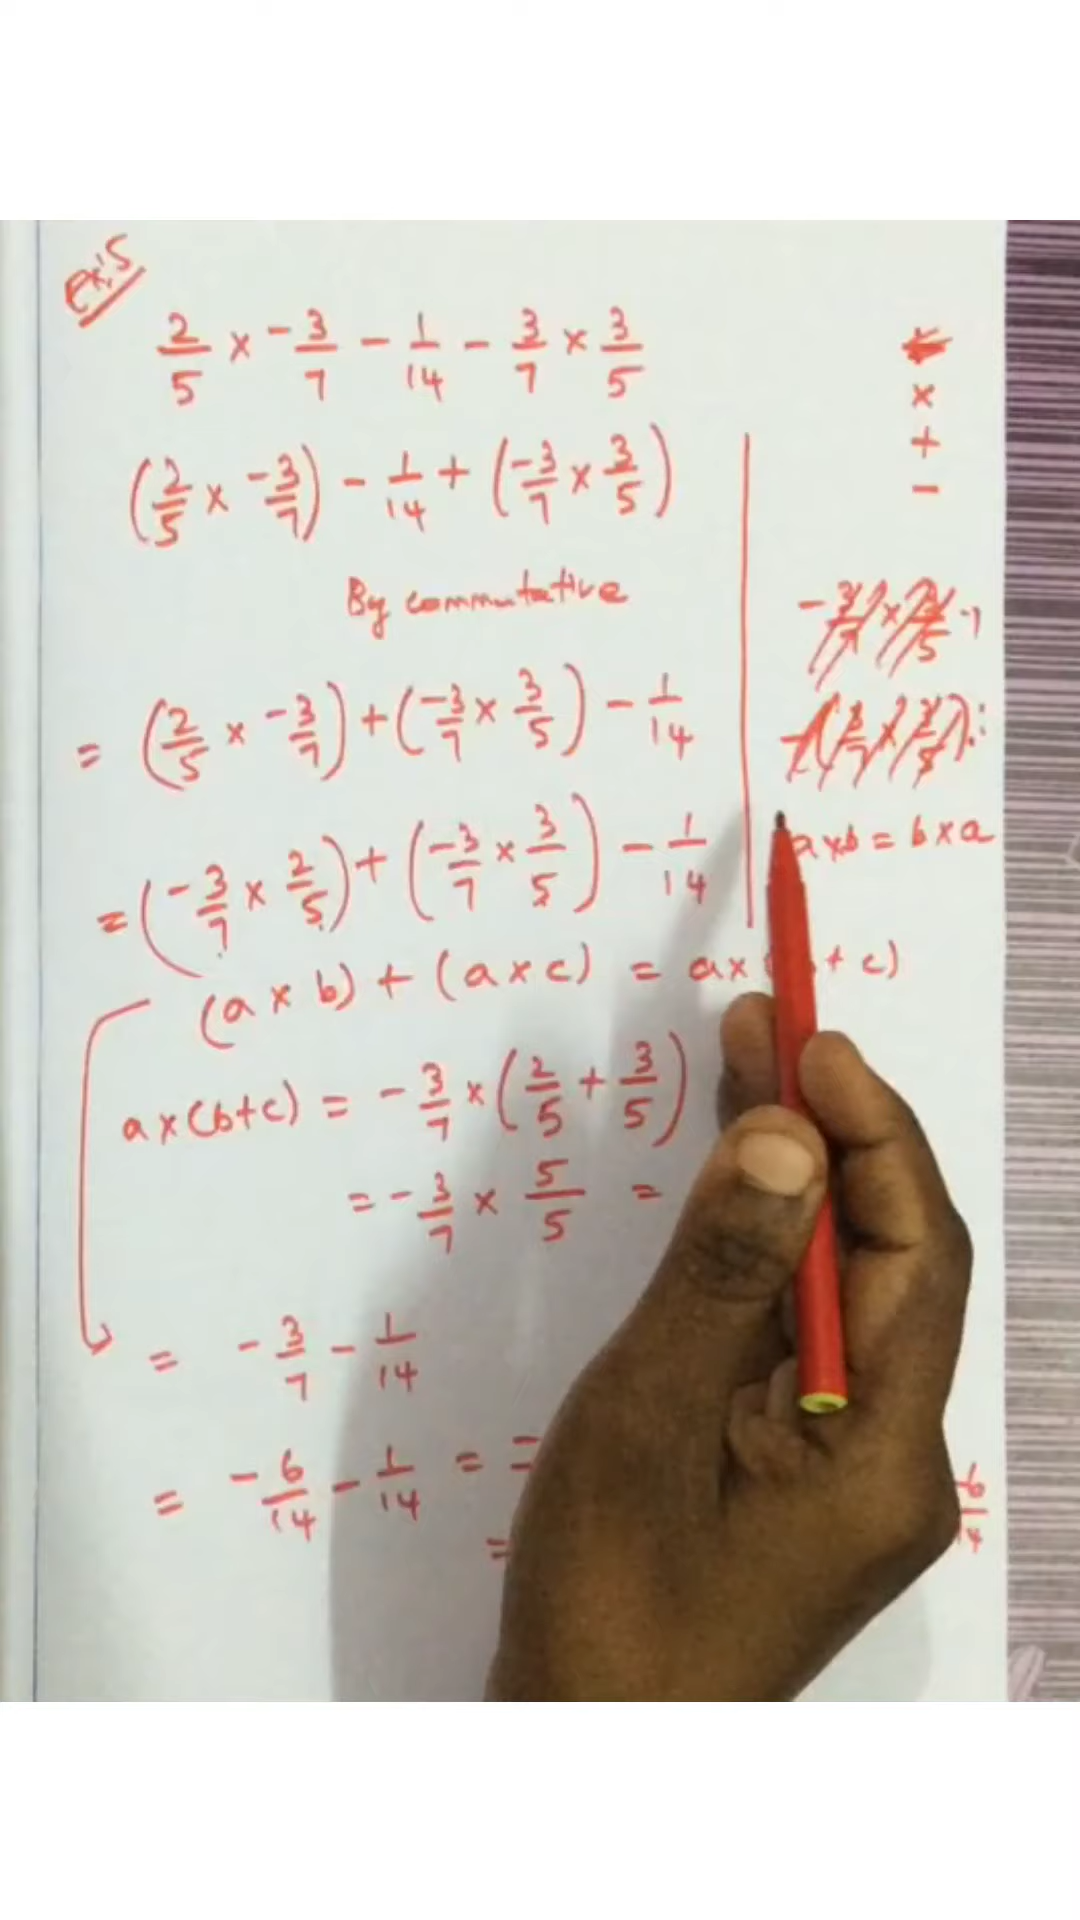 Ex:5
2/5 × -3/7 - 1/14 - 3/7 × 3/5
(2/5 × -3/7) - 1/14 + (-3/7 × 3/5)
By commutative
= (2/5 × -3/7) + (-3/7 × 3/5) - 1/14
= (-3/7 × 2/5) + (-3/7 × 3/5) - 1/14
(a × b) + (a × c) = a × + c)
a × (b+c) = -3/7 × (2/5 + 3/5)
= -3/7 × 5/5 =
= -3/7 - 1/14
= -6/14 - 1/14 = =
=
×
+
-
a×b = b×a
6/14